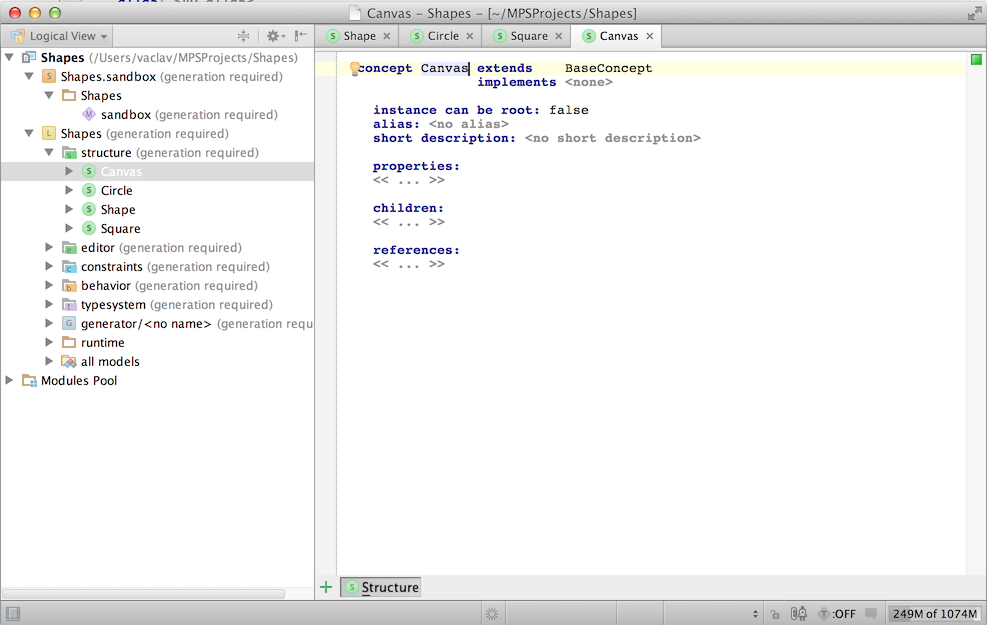 Canvas – Shapes – [~/MPSProjects/Shapes]
Logical View
Shape
Circle
Square
Canvas
Shapes (/Users/vaclav/MPSProjects/Shapes)
Shapes.sandbox (generation required)
Shapes
sandbox (generation required)
Shapes (generation required)
structure (generation required)
Canvas
Circle
Shape
Square
editor (generation required)
constraints (generation required)
behavior (generation required)
typesystem (generation required)
generator/<no name> (generation requ
runtime
all models
Modules Pool
concept Canvas extends BaseConcept
implements <none>
instance can be root: false
alias: <no alias>
short description: <no short description>
properties:
<< ... >>
children:
<< ... >>
references:
<< ... >>
Structure
T :OFF
249M of 1074M